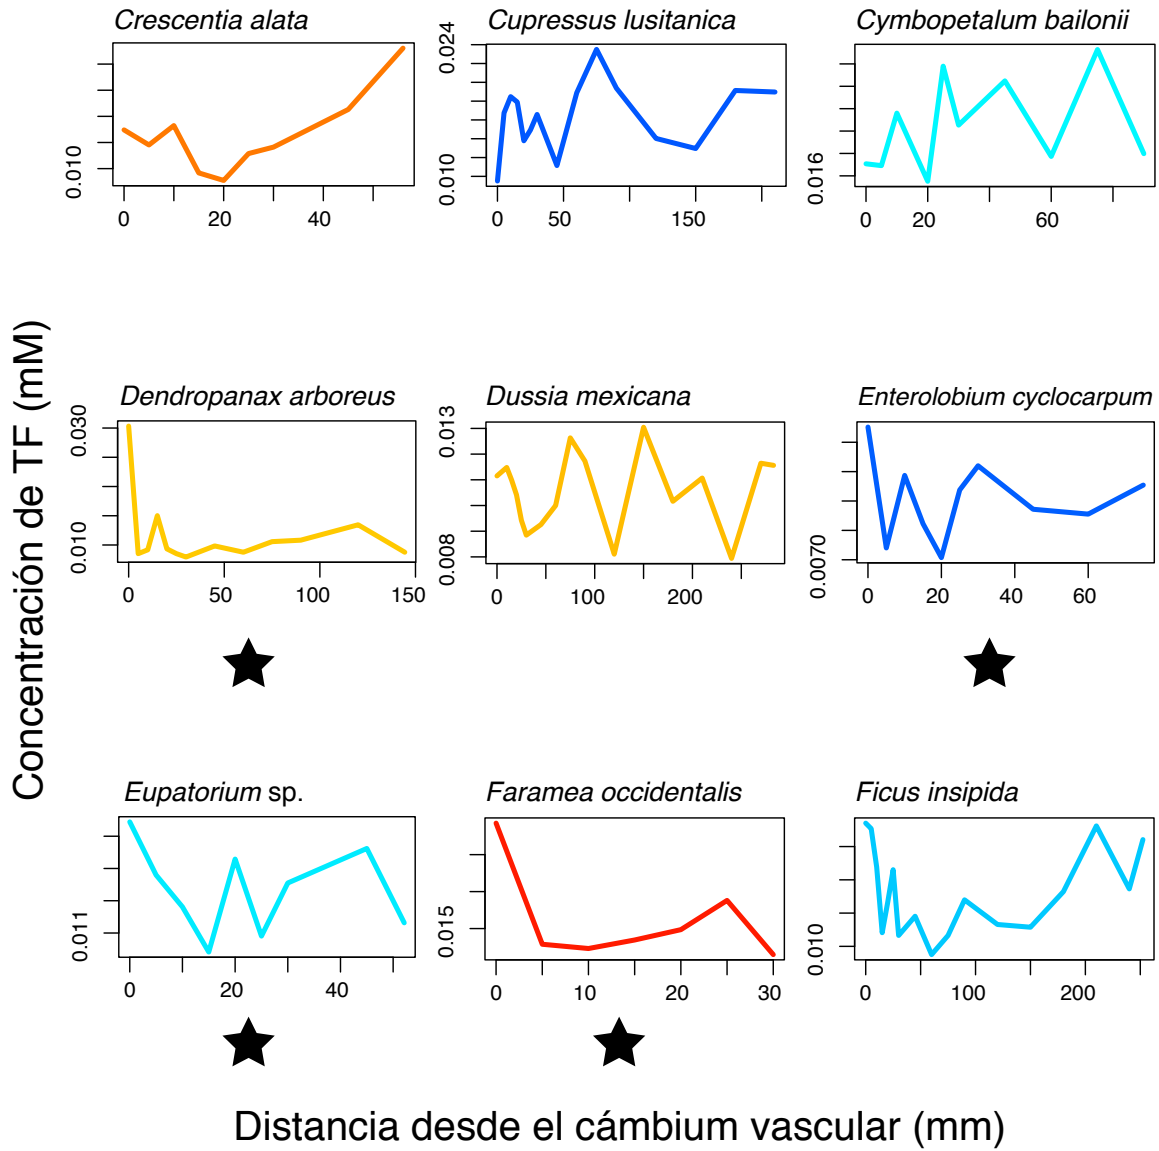 Concentración de TF (mM)
Crescentia alata
0.010
0 20 40
Cupressus lusitanica
0.010 0.024
0 50 150
Cymbopetalum bailonii
0.016
0 20 60
Dendropanax arboreus
0.010 0.030
0 50 100 150
Dussia mexicana
0.008 0.013
0 100 200
Enterolobium cyclocarpum
0.0070
0 20 40 60
Eupatorium sp.
0.011
0 20 40
Faramea occidentalis
0.015
0 10 20 30
Ficus insipida
0.010
0 100 200
Distancia desde el cámbium vascular (mm)